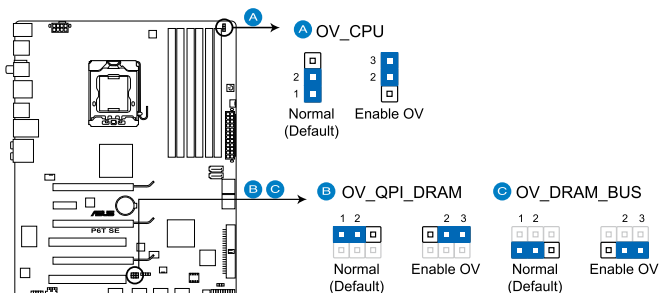 A
A OV_CPU
2
1
3
2
Normal
(Default)
Enable OV
B C
B OV_QPI_DRAM
C OV_DRAM_BUS
1 2
2 3
1 2
2 3
Normal
(Default)
Enable OV
Normal
(Default)
Enable OV
ASUS
P6T SE